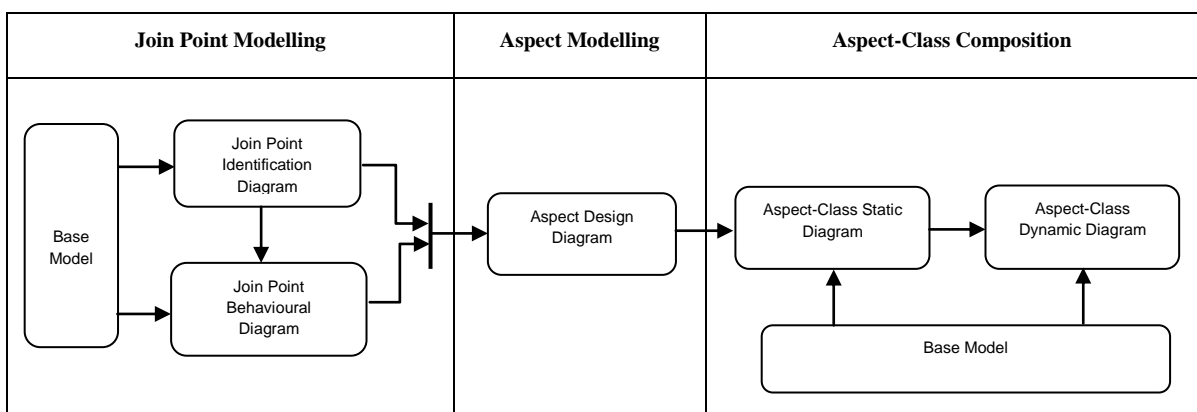 Join Point Modelling
Aspect Modelling
Aspect-Class Composition
Base
Model
Join Point
Identification
Diagram
Join Point
Behavioural
Diagram
Aspect Design
Diagram
Aspect-Class Static
Diagram
Aspect-Class
Dynamic Diagram
Base Model